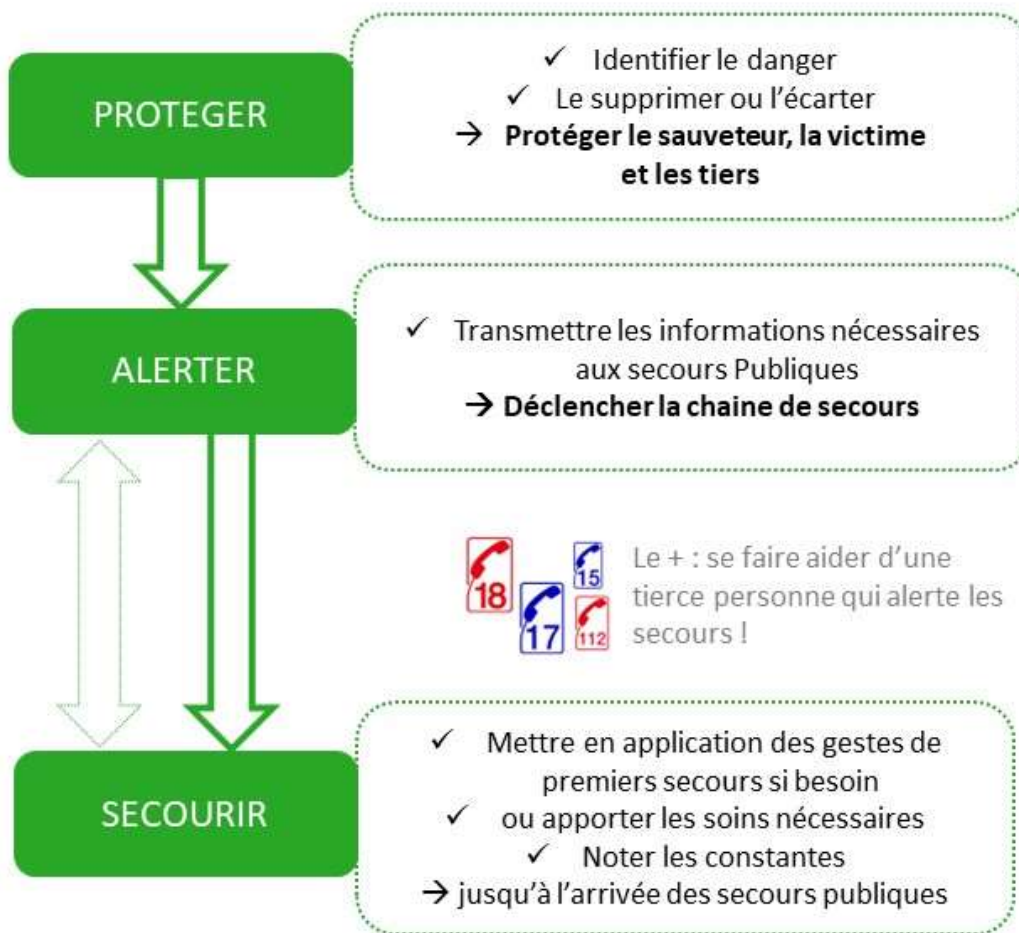 PROTEGER
✓ Identifier le danger
✓ Le supprimer ou l'écarter
→ Protéger le sauveteur, la victime
et les tiers
ALERTER
✓ Transmettre les informations nécessaires
aux secours Publiques
→ Déclencher la chaine de secours
18
17
15
112
Le + : se faire aider d'une
tierce personne qui alerte les
secours !
SECOURIR
✓ Mettre en application des gestes de
premiers secours si besoin
✓ ou apporter les soins nécessaires
✓ Noter les constantes
→ jusqu'à l'arrivée des secours publiques